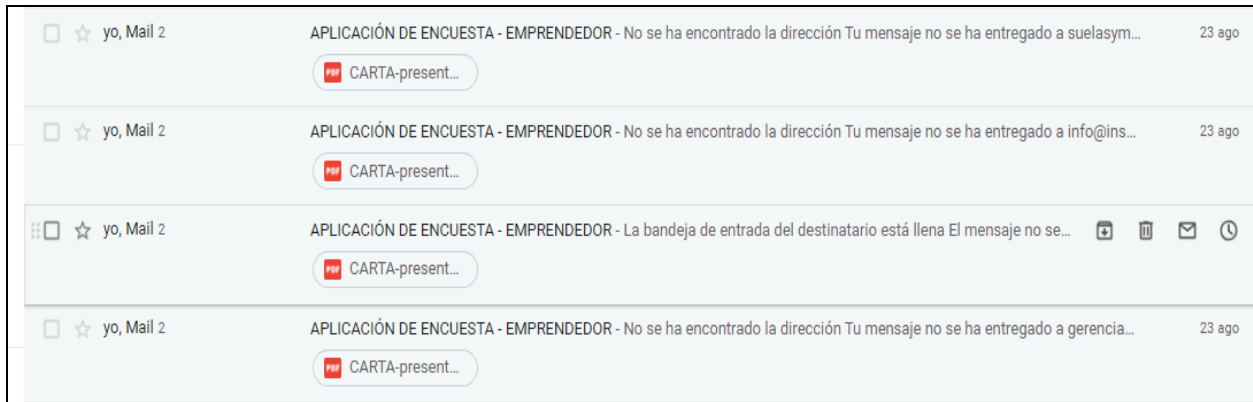 yo, Mail 2 APLICACIÓN DE ENCUESTA - EMPRENDEDOR - No se ha encontrado la dirección Tu mensaje no se ha entregado a suelasym... 23 ago
PDF CARTA-present...
yo, Mail 2 APLICACIÓN DE ENCUESTA - EMPRENDEDOR - No se ha encontrado la dirección Tu mensaje no se ha entregado a info@ins... 23 ago
PDF CARTA-present...
yo, Mail 2 APLICACIÓN DE ENCUESTA - EMPRENDEDOR - La bandeja de entrada del destinatario está llena El mensaje no se...
PDF CARTA-present...
yo, Mail 2 APLICACIÓN DE ENCUESTA - EMPRENDEDOR - No se ha encontrado la dirección Tu mensaje no se ha entregado a gerencia... 23 ago
PDF CARTA-present...